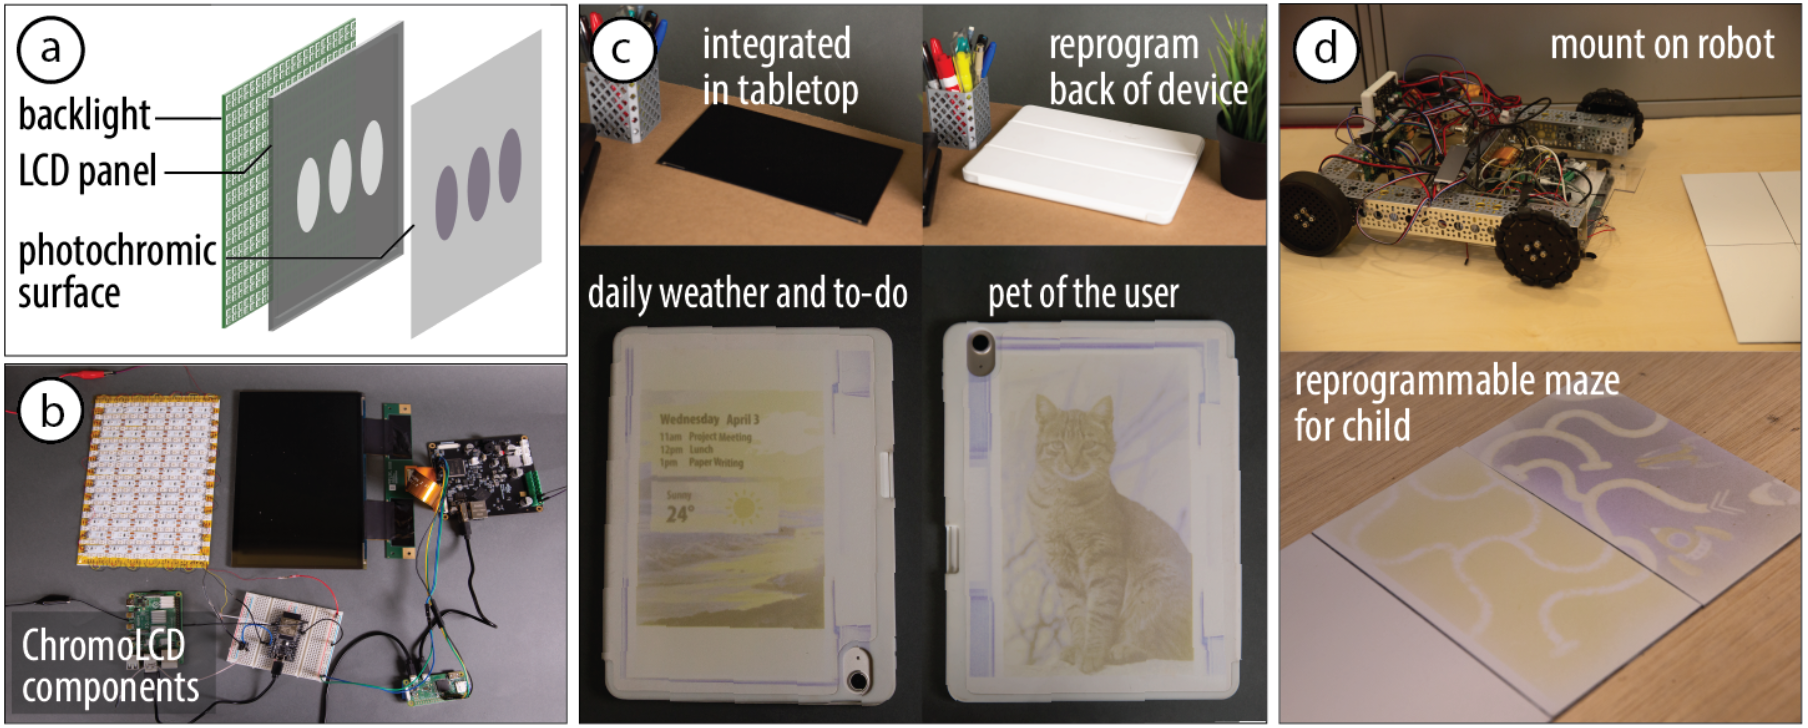 a
backlight
LCD panel
photochromic
surface
b
ChromoLCD
components
c
integrated
in tabletop
reprogram
back of device
daily weather and to-do
pet of the user
Wednesday April 3
11am Project Meeting
12pm Lunch
1pm Paper Writing
Sunny
24°
d
mount on robot
reprogrammable maze
for child